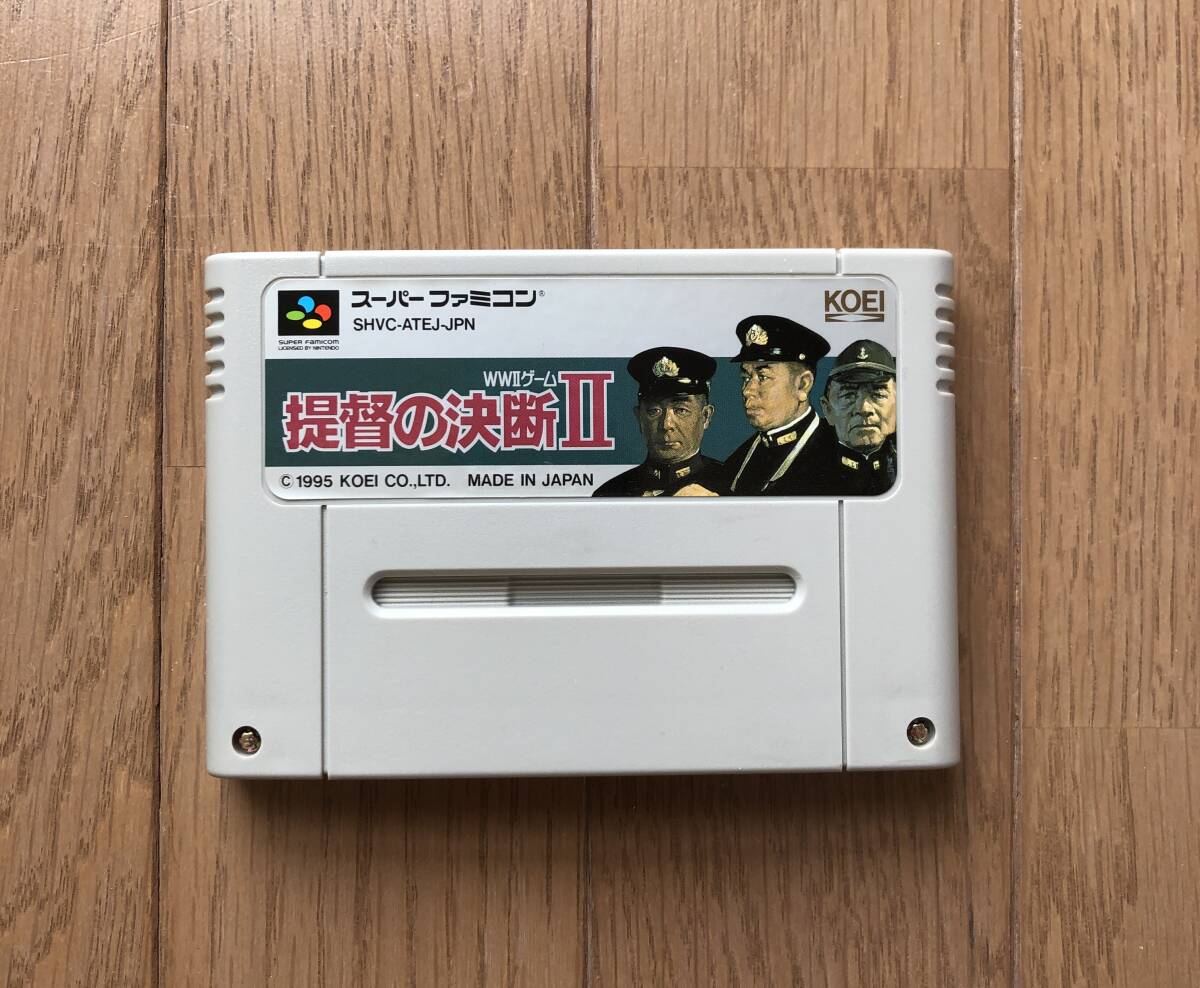 スーパーファミコン®
SHVC-ATEJ-JPN
SUPER FAMICOM
LICENSED BY NINTENDO
KOEI
WWIIゲーム
提督の決断II
© 1995 KOEI CO.,LTD. MADE IN JAPAN